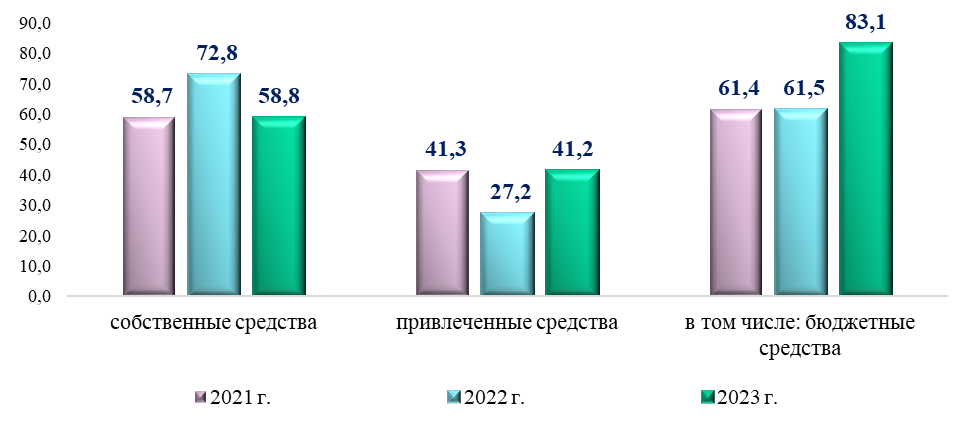 90,0
80,0
70,0
60,0
50,0
40,0
30,0
20,0
10,0
0,0
58,7
72,8
58,8
41,3
27,2
41,2
61,4
61,5
83,1
собственные средства
привлеченные средства
в том числе: бюджетные
средства
2021 г.
2022 г.
2023 г.